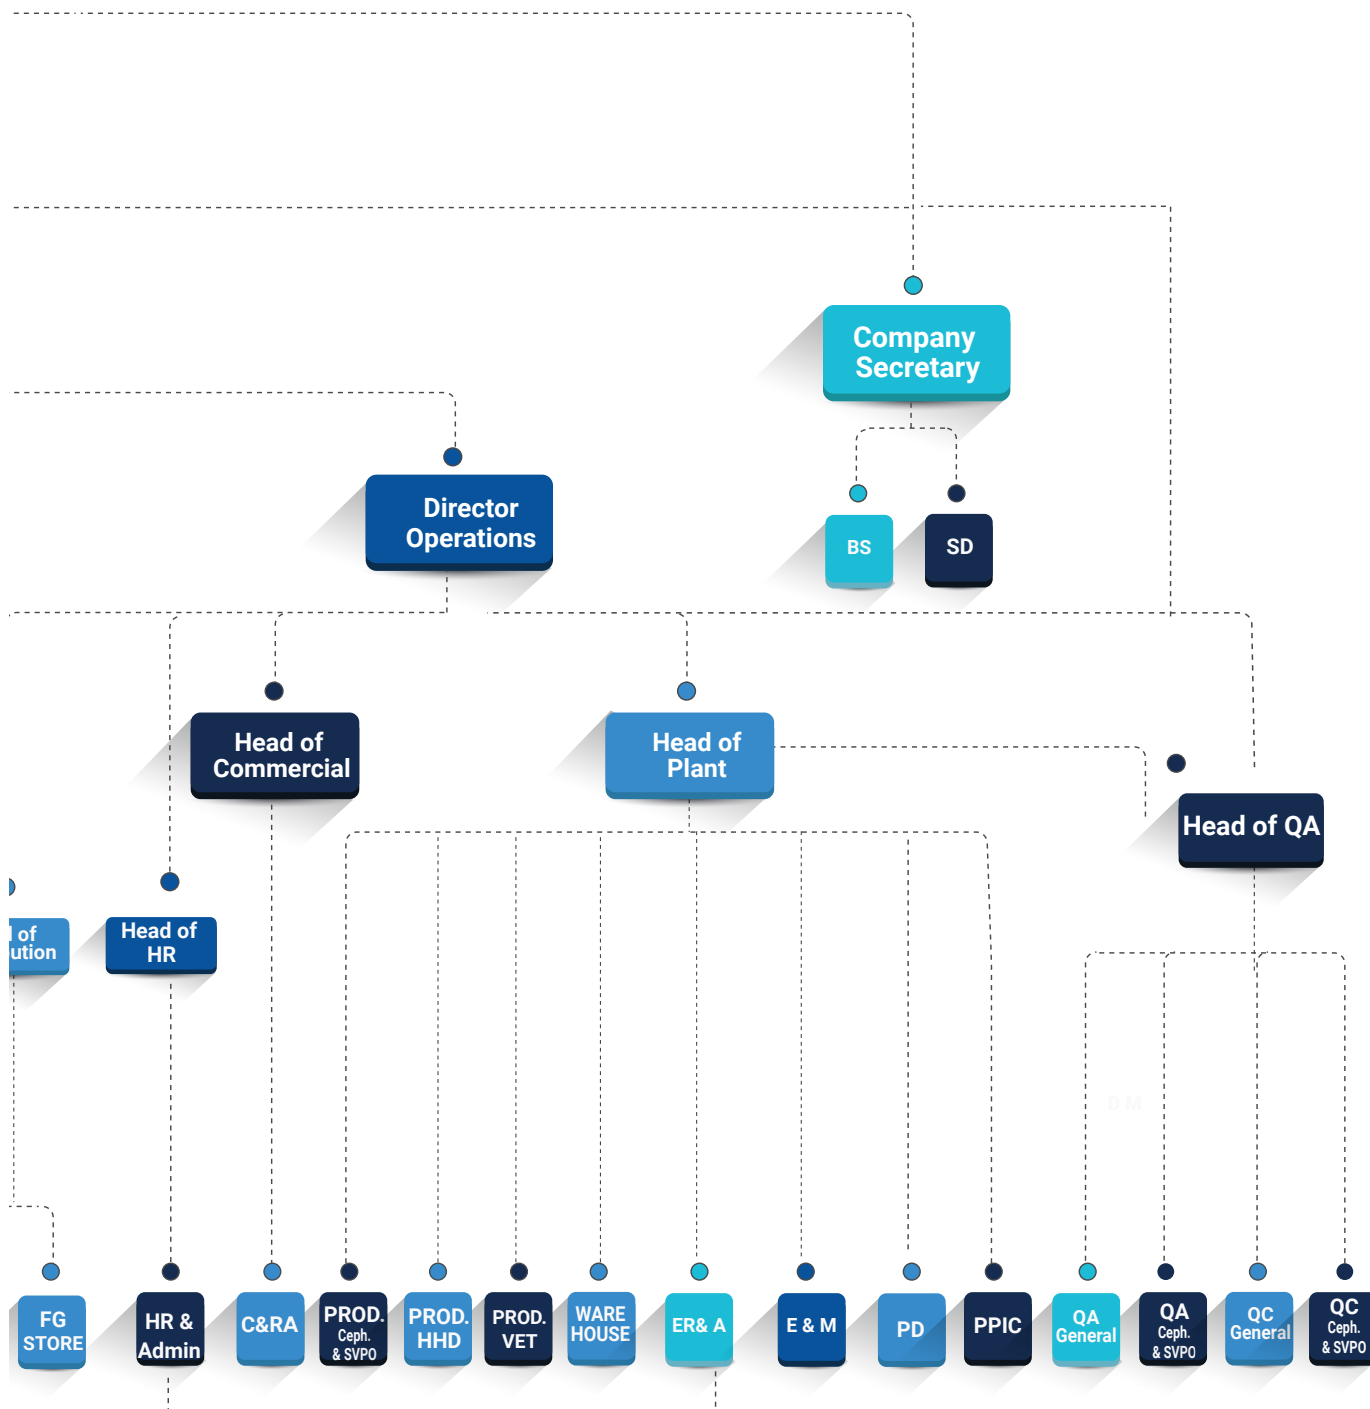 Company
Secretary
Director
Operations
BS
SD
Head of
Commercial
Head of
Plant
Head of QA
of
ution
Head of
HR
D M
FG
STORE
HR &
Admin
C&RA
PROD.
Ceph.
& SVPO
PROD.
HHD
PROD.
VET
WARE
HOUSE
ER& A
E & M
PD
PPIC
QA
General
QA
Ceph.
& SVPO
QC
General
QC
Ceph.
& SVPO